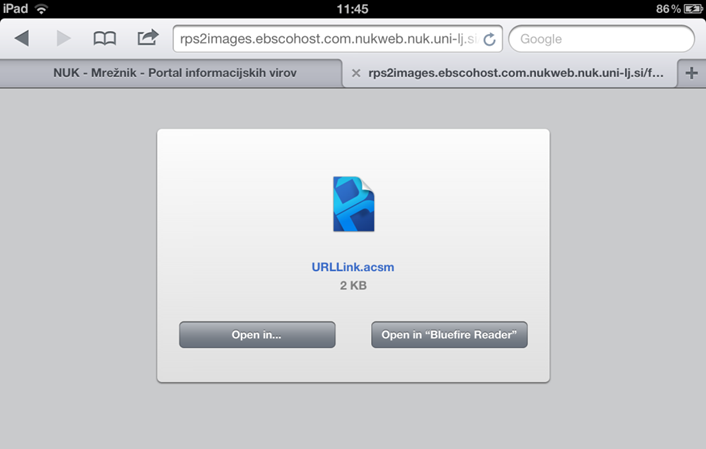 iPad 11:45 86 %
rps2images.ebscohost.com.nukweb.nuk.uni-lj.si Google
NUK - Mrežnik - Portal informacijskih virov rps2images.ebscohost.com.nukweb.nuk.uni-lj.si/f…
URLLink.acsm
2 KB
Open in... Open in “Bluefire Reader”